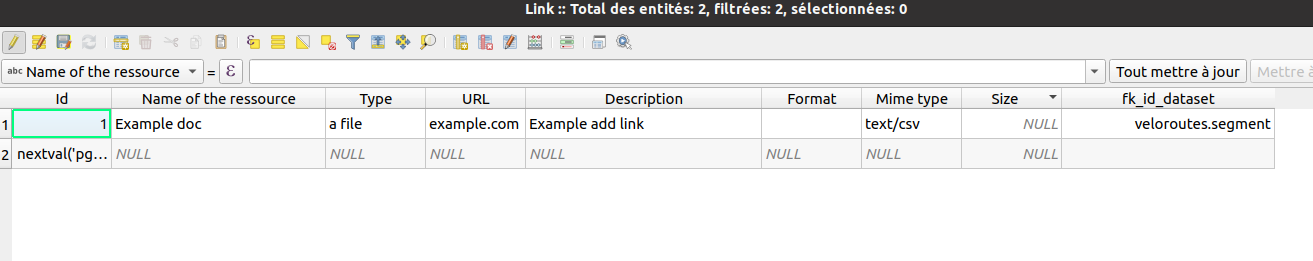 Link :: Total des entités: 2, filtrées: 2, sélectionnées: 0
abc Name of the ressource = ε Tout mettre à jour Mettre à
Id Name of the ressource Type URL Description Format Mime type Size fk_id_dataset
1 1 Example doc a file example.com Example add link text/csv NULL veloroutes.segment
2 nextval('pg... NULL NULL NULL NULL NULL NULL NULL